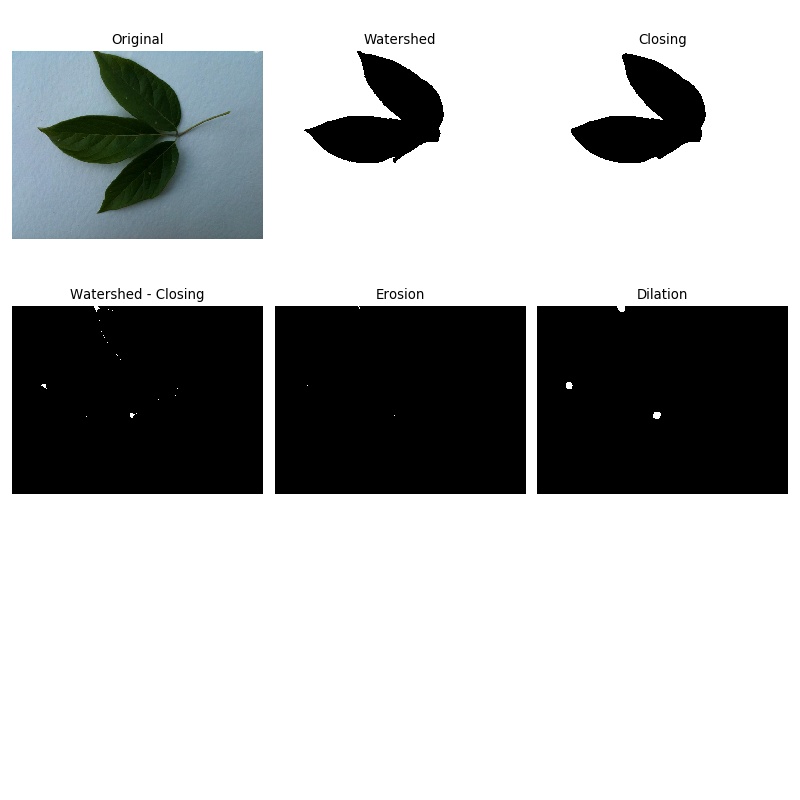 Original
Watershed
Closing
Watershed - Closing
Erosion
Dilation